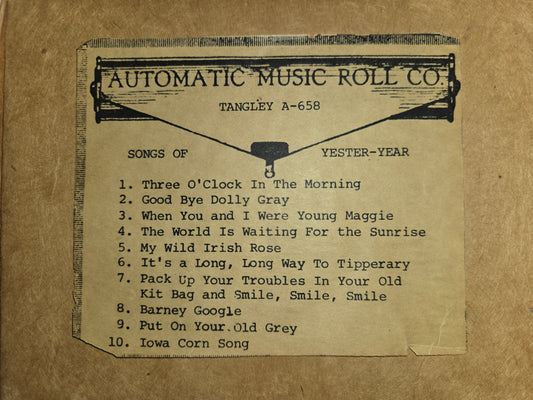 AUTOMATIC MUSIC ROLL CO.
TANGLEY A-658
SONGS OF YESTER-YEAR
1. Three O'Clock In The Morning
2. Good Bye Dolly Gray
3. When You and I Were Young Maggie
4. The World Is Waiting For the Sunrise
5. My Wild Irish Rose
6. It's a Long, Long Way To Tipperary
7. Pack Up Your Troubles In Your Old
Kit Bag and Smile, Smile, Smile
8. Barney Google
9. Put On Your Old Grey
10. Iowa Corn Song